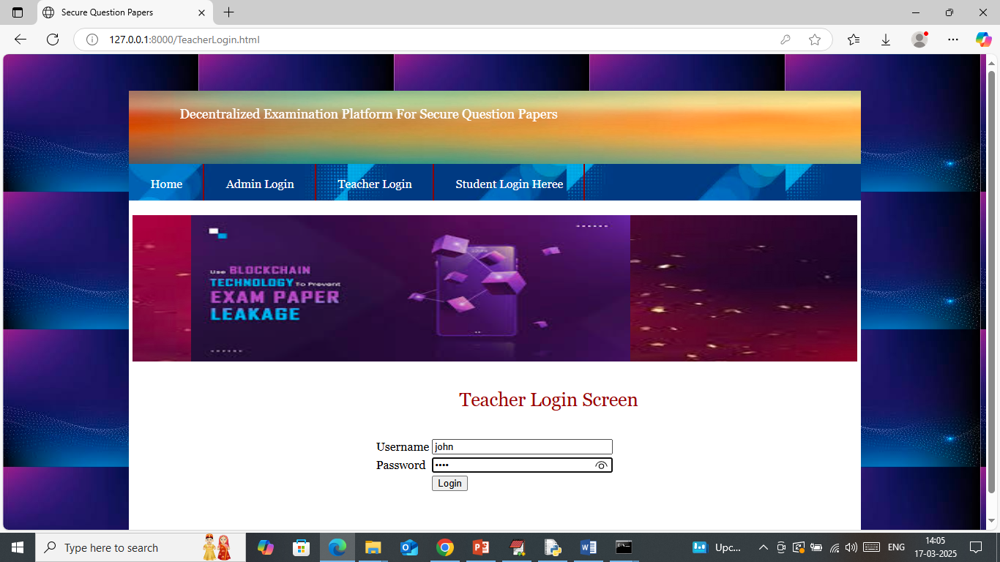 Secure Question Papers
127.0.0.1:8000/TeacherLogin.html
Decentralized Examination Platform For Secure Question Papers
Home Admin Login Teacher Login Student Login Heree
Use BLOCKCHAIN
TECHNOLOGY To Prevent
EXAM PAPER
LEAKAGE
Teacher Login Screen
Username john
Password ••••
Login
Type here to search
Upc...
ENG
14:05
17-03-2025